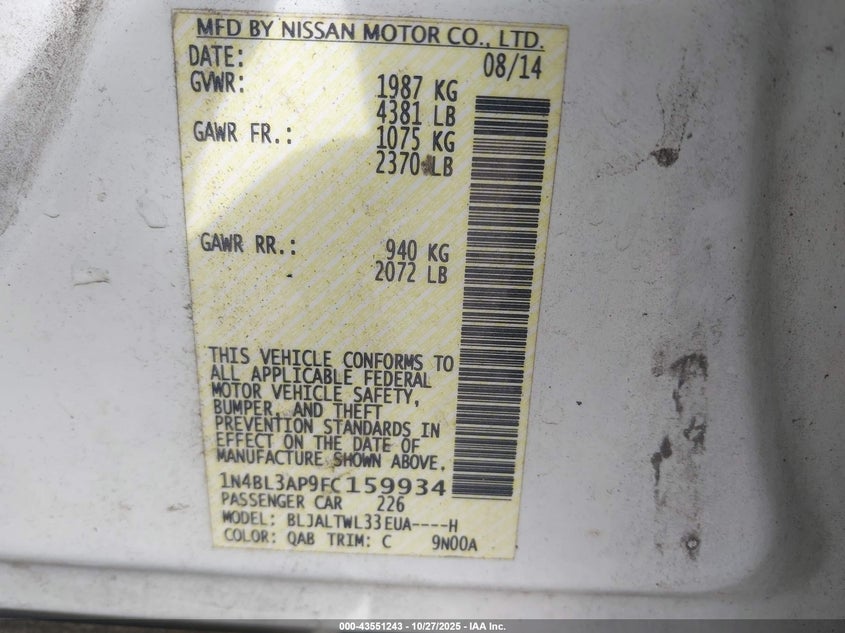 MFD BY NISSAN MOTOR CO., LTD.
DATE: 08/14
GVWR: 1987 KG
4381 LB
GAWR FR.: 1075 KG
2370 LB
GAWR RR.: 940 KG
2072 LB
THIS VEHICLE CONFORMS TO
ALL APPLICABLE FEDERAL
MOTOR VEHICLE SAFETY,
BUMPER, AND THEFT
PREVENTION STANDARDS IN
EFFECT ON THE DATE OF
MANUFACTURE SHOWN ABOVE.
1N4BL3AP9FC159934
PASSENGER CAR 226
MODEL: BLJALTWL33EUA----H
COLOR: QAB TRIM: C 9N00A
000-43551243 | 10/27/2025 - IAA Inc.